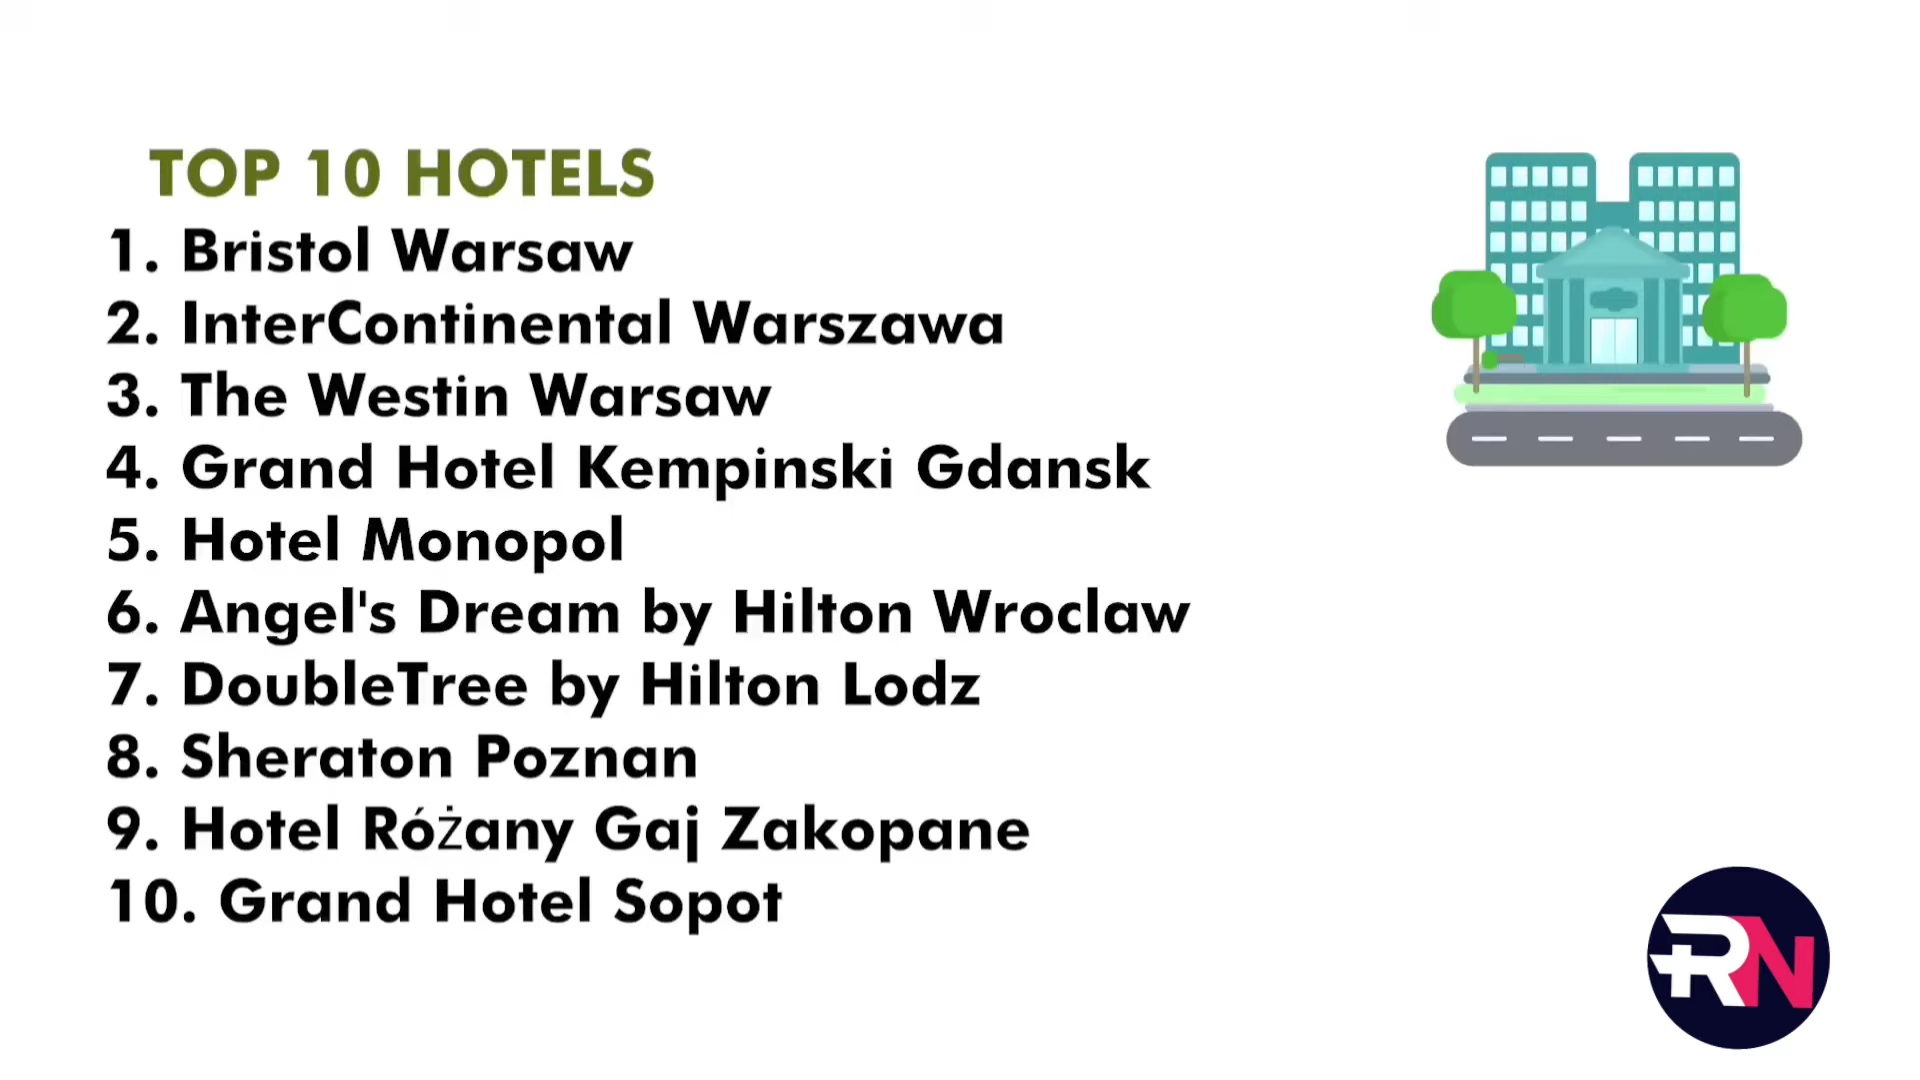 TOP 10 HOTELS
1. Bristol Warsaw
2. InterContinental Warszawa
3. The Westin Warsaw
4. Grand Hotel Kempinski Gdansk
5. Hotel Monopol
6. Angel's Dream by Hilton Wroclaw
7. DoubleTree by Hilton Lodz
8. Sheraton Poznan
9. Hotel Różany Gaj Zakopane
10. Grand Hotel Sopot
RN